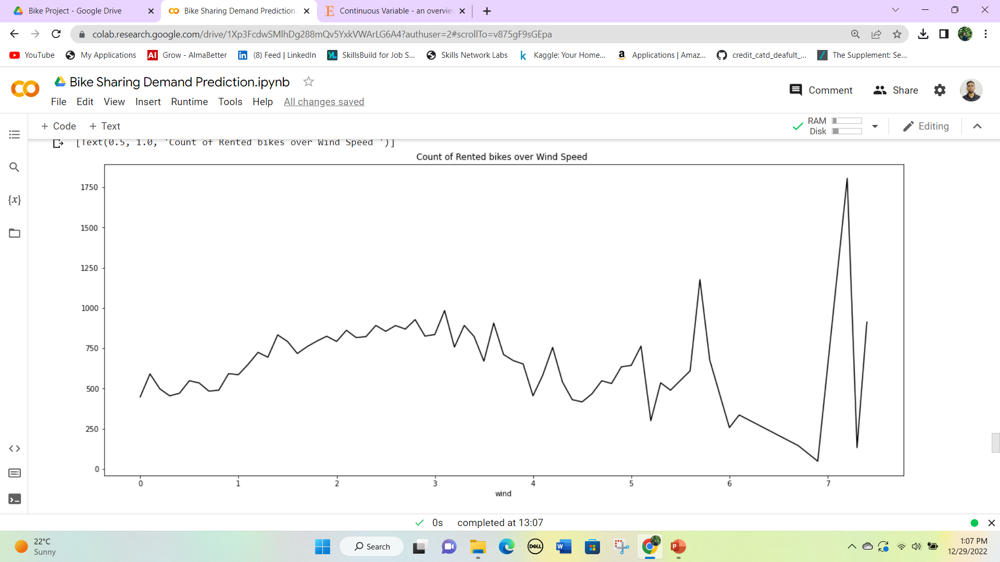 Bike Project - Google Drive
Bike Sharing Demand Prediction.
Continuous Variable - an overvie
colab.research.google.com/drive/1Xp3FcdwSMlhDg288mQv5YxkVWArLG6A4?authuser=2#scrollTo=v875gF9sGEpa
YouTube My Applications AI Grow - AlmaBetter (8) Feed | LinkedIn SkillsBuild for Job S... Skills Network Labs Kaggle: Your Home... Applications | Amaz... credit_catd_deafult_... The Supplement: Se...
Bike Sharing Demand Prediction.ipynb
Comment Share
File Edit View Insert Runtime Tools Help All changes saved
+ Code + Text
RAM
Disk
Editing
[Text(0.5, 1.0, 'Count of Rented bikes over Wind Speed ')]
Count of Rented bikes over Wind Speed
1750
1500
1250
1000
750
500
250
0
0 1 2 3 4 5 6 7
wind
0s completed at 13:07
22°C
Sunny
Search
1:07 PM
12/29/2022